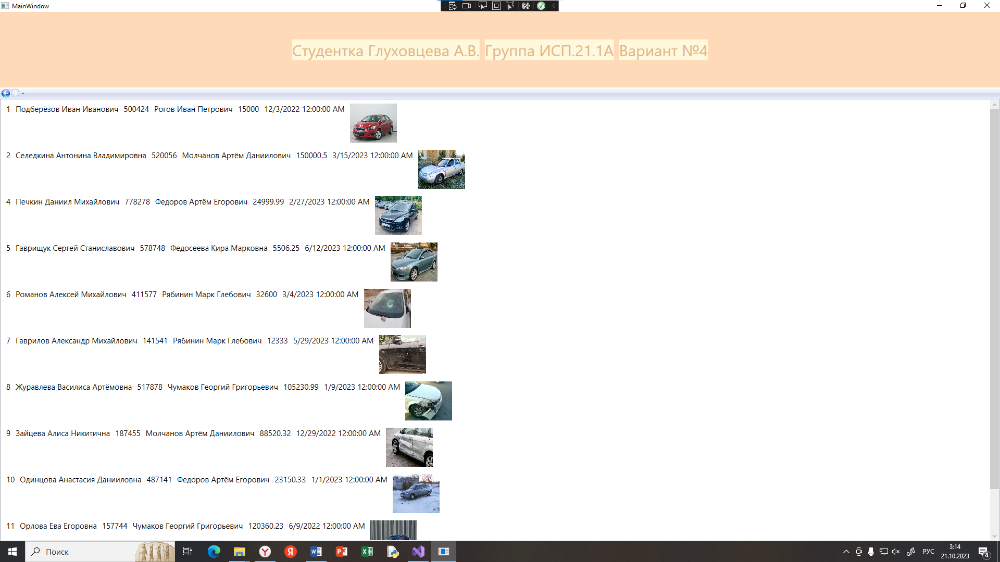 MainWindow
Студентка Глуховцева А.В. Группа ИСП.21.1А Вариант №4
1 Подберёзов Иван Иванович 500424 Рогов Иван Петрович 15000 12/3/2022 12:00:00 AM
2 Селедкина Антонина Владимировна 520056 Молчанов Артём Даниилович 150000.5 3/15/2023 12:00:00 AM
4 Печкин Даниил Михайлович 778278 Федоров Артём Егорович 24999.99 2/27/2023 12:00:00 AM
5 Гаврищук Сергей Станиславович 578748 Федосеева Кира Марковна 5506.25 6/12/2023 12:00:00 AM
6 Романов Алексей Михайлович 411577 Рябинин Марк Глебович 32600 3/4/2023 12:00:00 AM
7 Гаврилов Александр Михайлович 141541 Рябинин Марк Глебович 12333 5/29/2023 12:00:00 AM
8 Журавлева Василиса Артёмовна 517878 Чумаков Георгий Григорьевич 105230.99 1/9/2023 12:00:00 AM
9 Зайцева Алиса Никитична 187455 Молчанов Артём Даниилович 88520.32 12/29/2022 12:00:00 AM
10 Одинцова Анастасия Данииловна 487141 Федоров Артём Егорович 23150.33 1/1/2023 12:00:00 AM
11 Орлова Ева Егоровна 157744 Чумаков Георгий Григорьевич 120360.23 6/9/2022 12:00:00 AM
Поиск
РУС
3:14
21.10.2023
4